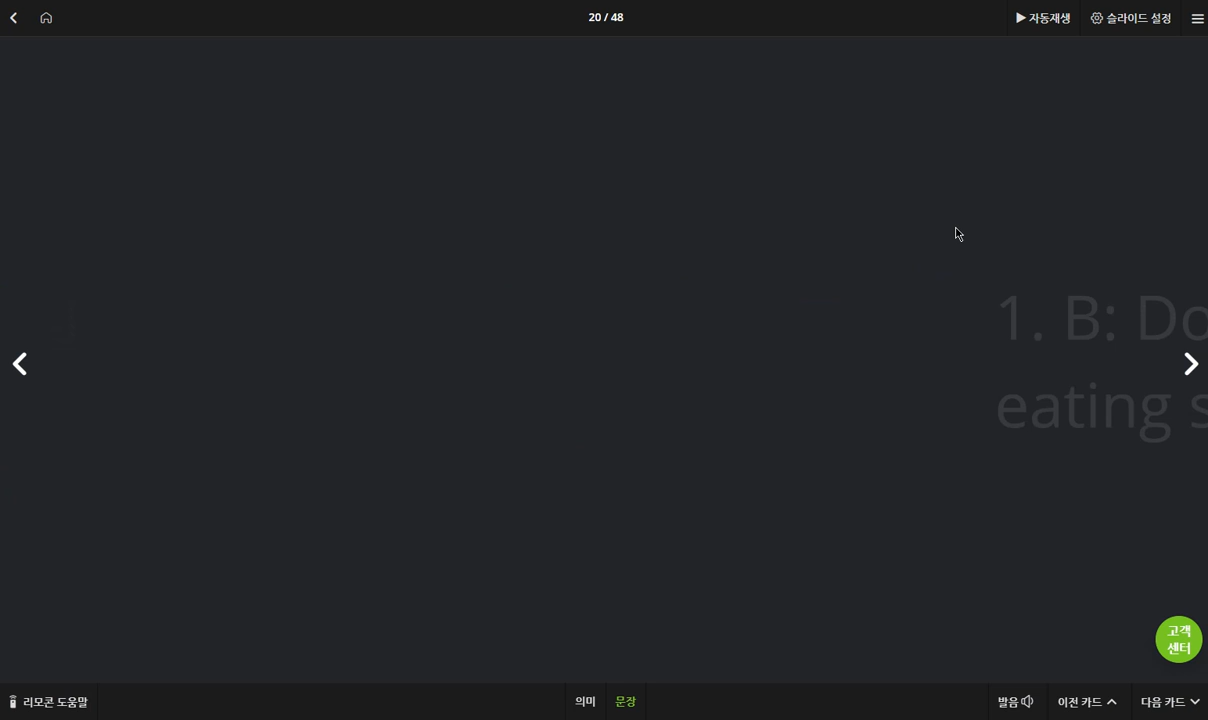 20 / 48
자동재생
슬라이드 설정
1. B: Do
eating s
고객
센터
리모콘 도움말
의미
문장
발음
이전 카드
다음 카드